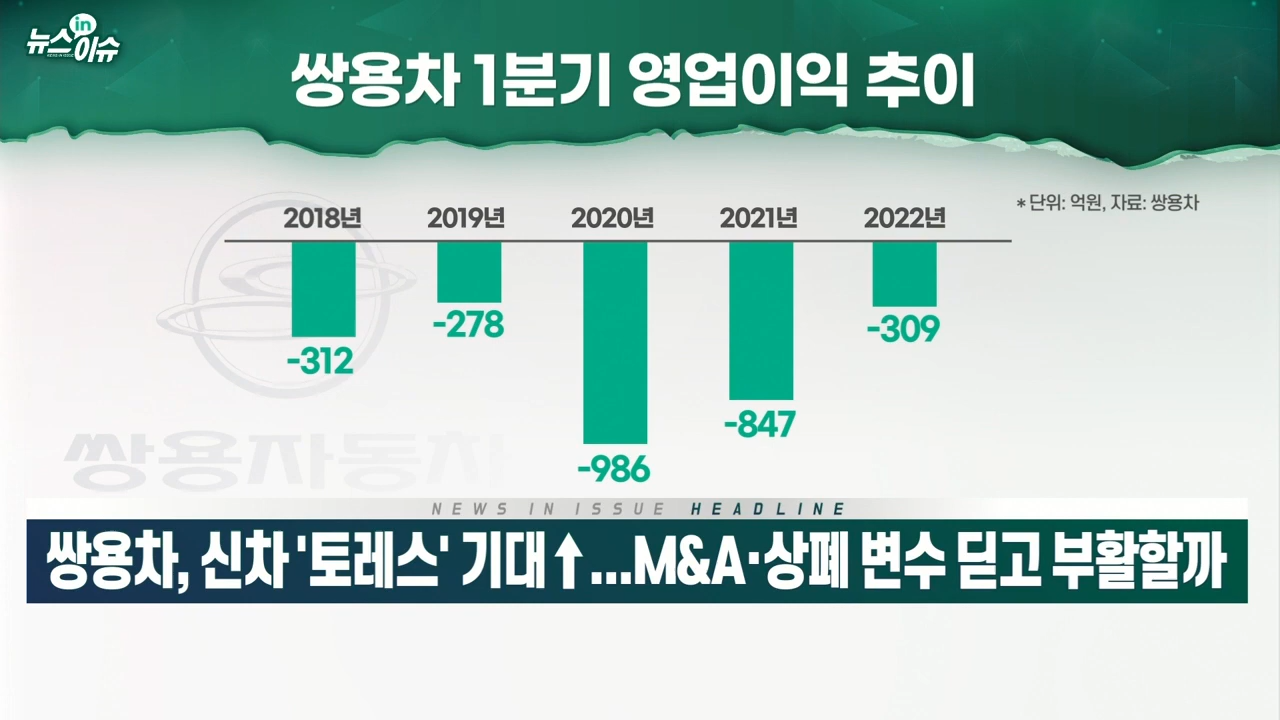 뉴스in이슈
쌍용차 1분기 영업이익 추이
*단위: 억원, 자료: 쌍용차
2018년 2019년 2020년 2021년 2022년
-312 -278 -986 -847 -309
쌍용자동차
NEWS IN ISSUE HEADLINE
쌍용차, 신차 '토레스' 기대↑...M&A·상폐 변수 딛고 부활할까